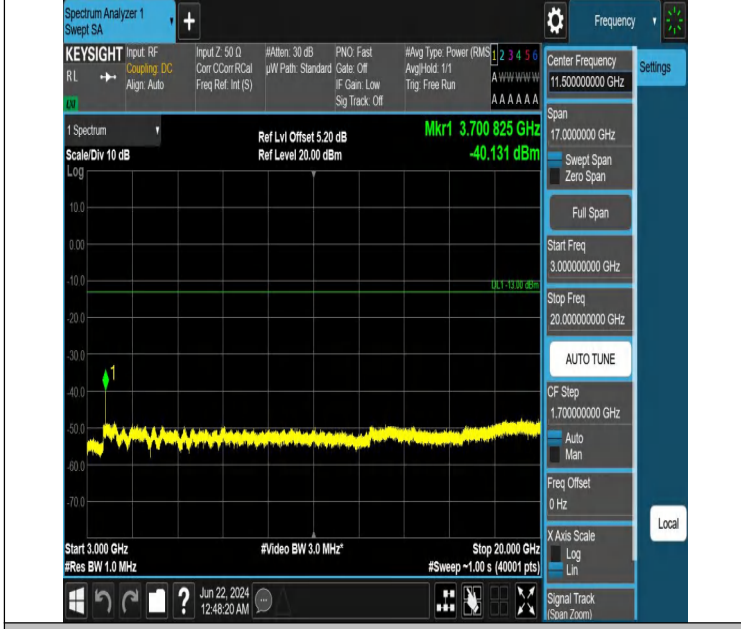 Spectrum Analyzer 1
Swept SA
+
Frequency
KEYSIGHT
RL
Input: RF
Coupling: DC
Align: Auto
Input Z: 50 Ω
Corr CCorr RCal
Freq Ref: Int (S)
#Atten: 30 dB
µW Path: Standard
PNO: Fast
Gate: Off
IF Gain: Low
Sig Track: Off
#Avg Type: Power (RMS
Avg|Hold: 1/1
Trig: Free Run
1 2 3 4 5 6
A W W W W W
A A A A A A
1 Spectrum
Scale/Div 10 dB
Log
Ref Lvl Offset 5.20 dB
Ref Level 20.00 dBm
Mkr1 3.700 825 GHz
-40.131 dBm
10.0
0.00
-10.0
DL1 -13.00 dBm
-20.0
-30.0
1
-40.0
-50.0
-60.0
-70.0
Start 3.000 GHz
#Res BW 1.0 MHz
#Video BW 3.0 MHz*
Stop 20.000 GHz
#Sweep ~1.00 s (40001 pts)
Jun 22, 2024
12:48:20 AM
?
Center Frequency
11.500000000 GHz
Settings
Span
17.0000000 GHz
Swept Span
Zero Span
Full Span
Start Freq
3.000000000 GHz
Stop Freq
20.000000000 GHz
AUTO TUNE
CF Step
1.700000000 GHz
Auto
Man
Freq Offset
0 Hz
X Axis Scale
Log
Lin
Local
Signal Track
(Span Zoom)